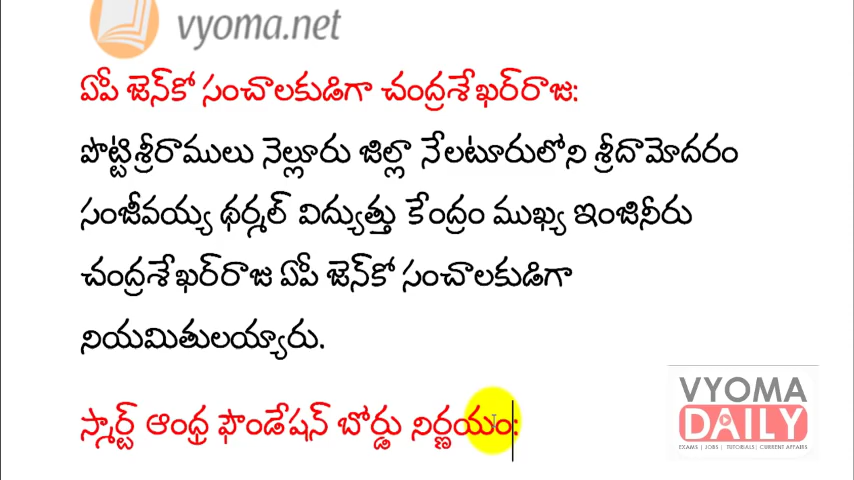 vyoma.net
ఏపీ జెన్‌కో సంచాలకుడిగా చంద్రశేఖర్‌రాజు:
పొట్టిశ్రీరాములు నెల్లూరు జిల్లా నేలటూరులోని శ్రీదామోదరం
సంజీవయ్య థర్మల్ విద్యుత్తు కేంద్రం ముఖ్య ఇంజినీరు
చంద్రశేఖర్‌రాజు ఏపీ జెన్‌కో సంచాలకుడిగా
నియమితులయ్యారు.
స్మార్ట్ ఆంధ్ర ఫౌండేషన్ బోర్డు నిర్ణయం:
VYOMA
DAILY
EXAMS | JOBS | TUTORIALS | CURRENT AFFAIRS